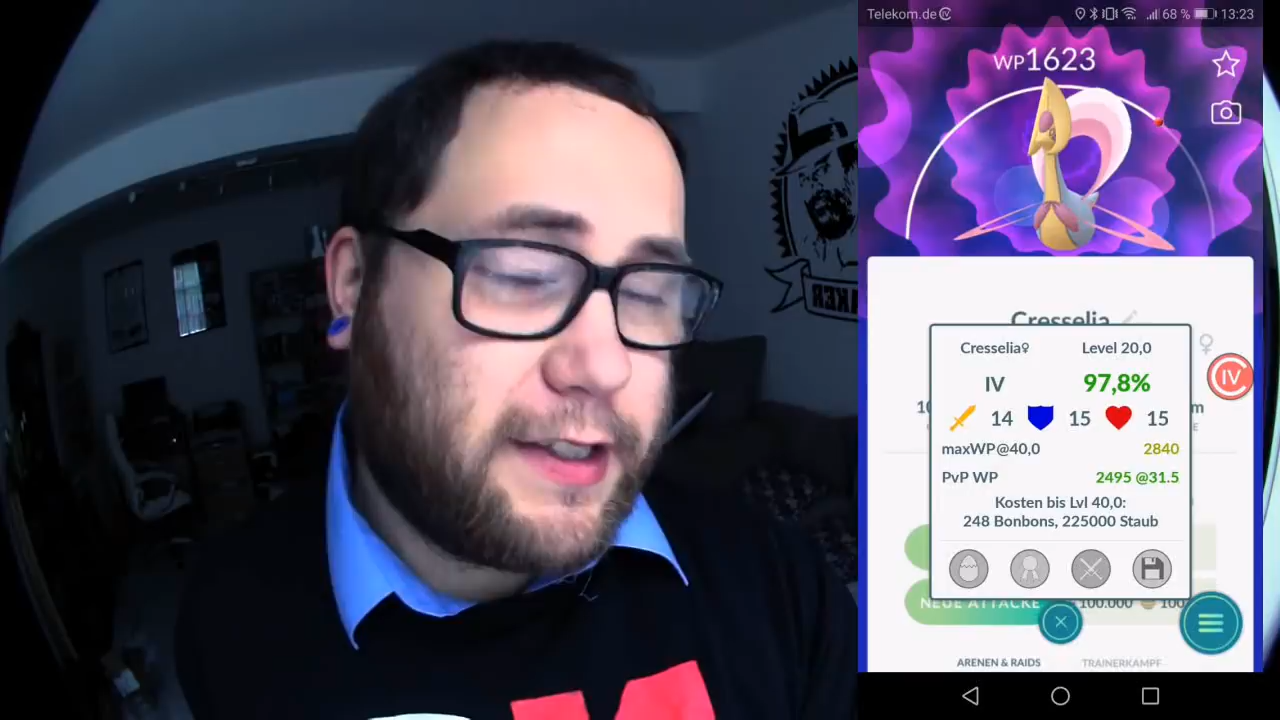 Telekom.de
68 %
13:23
WP1623
Cresselia
Cresselia♀
Level 20,0
IV
97,8%
IV
14
15
15
maxWP@40,0
2840
PvP WP
2495 @31.5
Kosten bis Lvl 40,0:
248 Bonbons, 225000 Staub
NEUE ATTACKE
100.000
ARENEN & RAIDS
TRAINERKAMPF